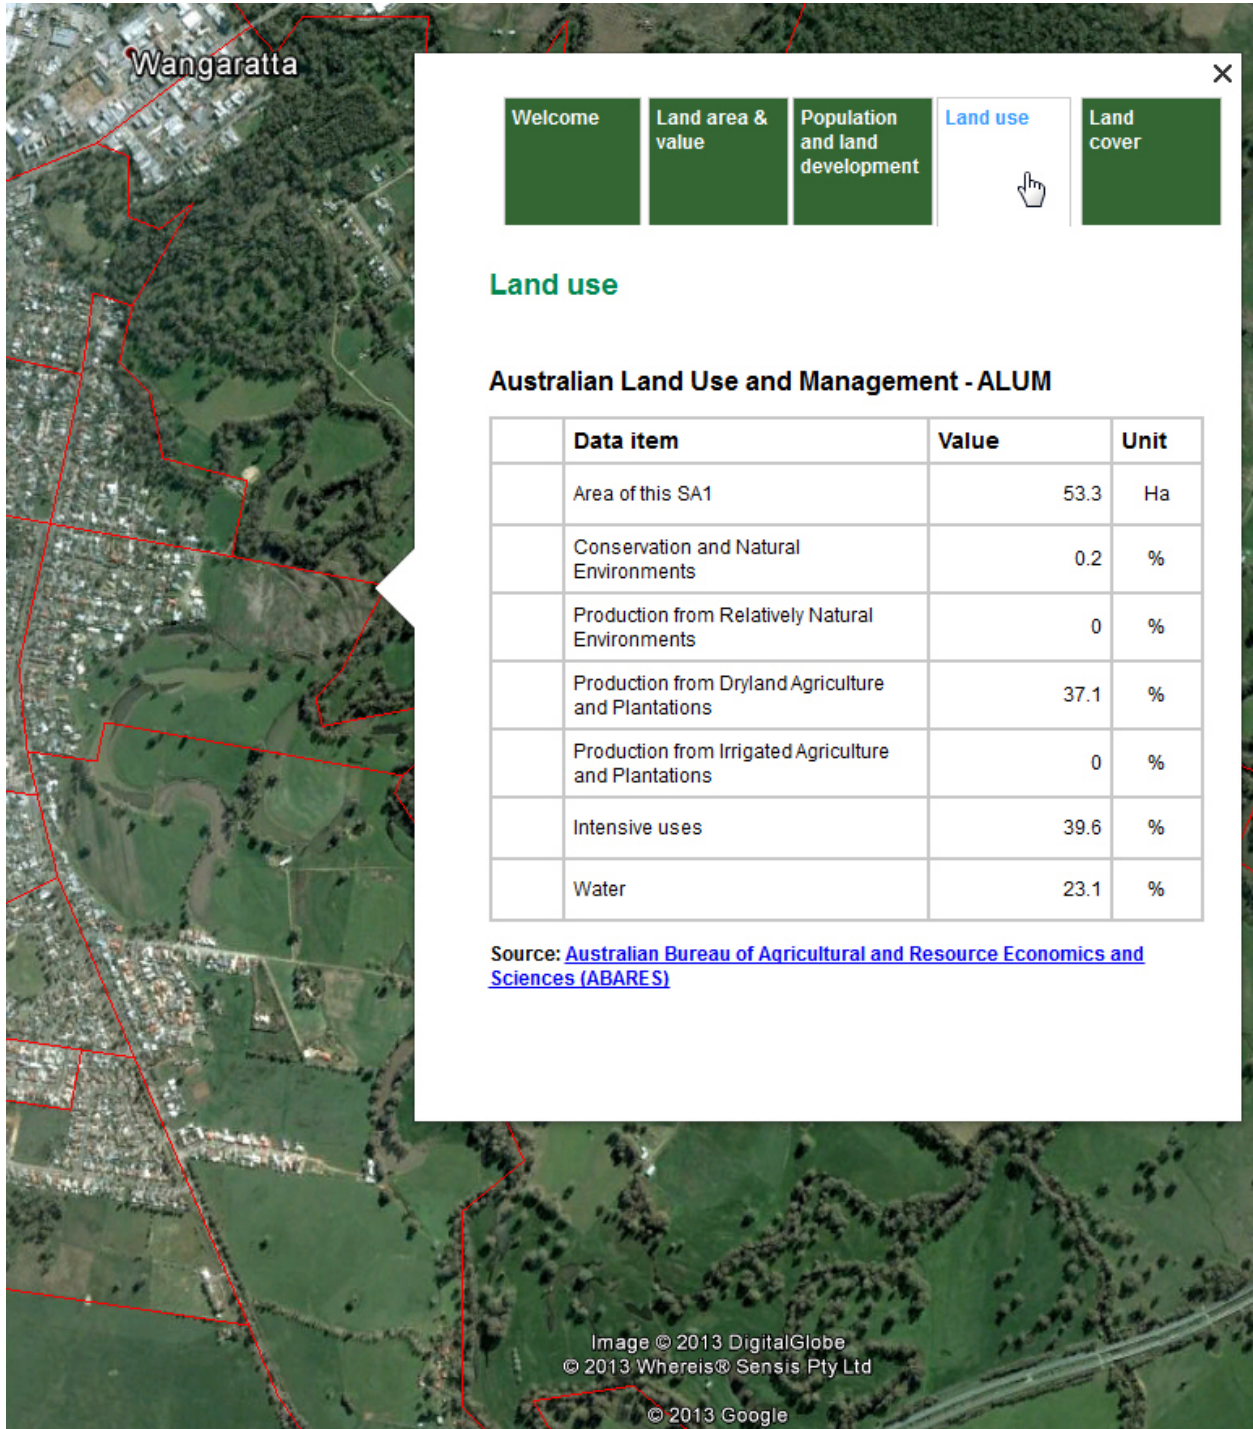 Wangaratta
Welcome
Land area &
value
Population
and land
development
Land use
Land
cover
Land use
Australian Land Use and Management - ALUM
Data item Value Unit
Area of this SA1 53.3 Ha
Conservation and Natural
Environments 0.2 %
Production from Relatively Natural
Environments 0 %
Production from Dryland Agriculture
and Plantations 37.1 %
Production from Irrigated Agriculture
and Plantations 0 %
Intensive uses 39.6 %
Water 23.1 %
Source: Australian Bureau of Agricultural and Resource Economics and
Sciences (ABARES)
Image © 2013 DigitalGlobe
© 2013 Whereis® Sensis Pty Ltd
© 2013 Google